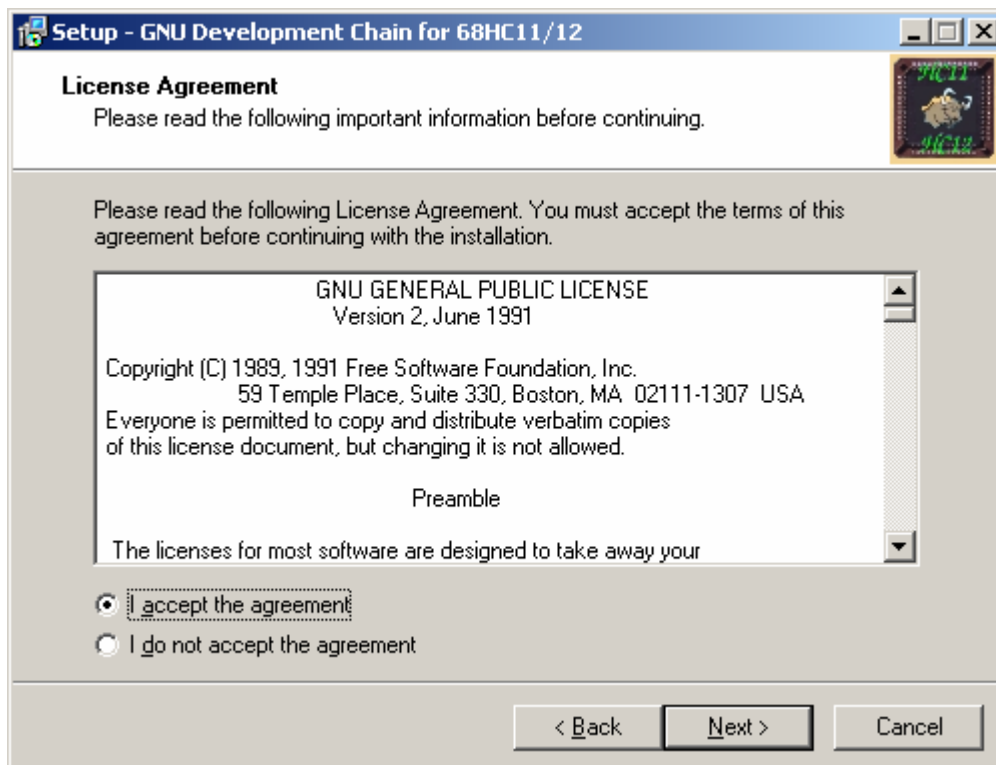 Setup - GNU Development Chain for 68HC11/12
License Agreement
Please read the following important information before continuing.
HC11
HC12
Please read the following License Agreement. You must accept the terms of this
agreement before continuing with the installation.
GNU GENERAL PUBLIC LICENSE
Version 2, June 1991
Copyright (C) 1989, 1991 Free Software Foundation, Inc.
59 Temple Place, Suite 330, Boston, MA  02111-1307  USA
Everyone is permitted to copy and distribute verbatim copies
of this license document, but changing it is not allowed.
Preamble
The licenses for most software are designed to take away your
I accept the agreement
I do not accept the agreement
< Back
Next >
Cancel